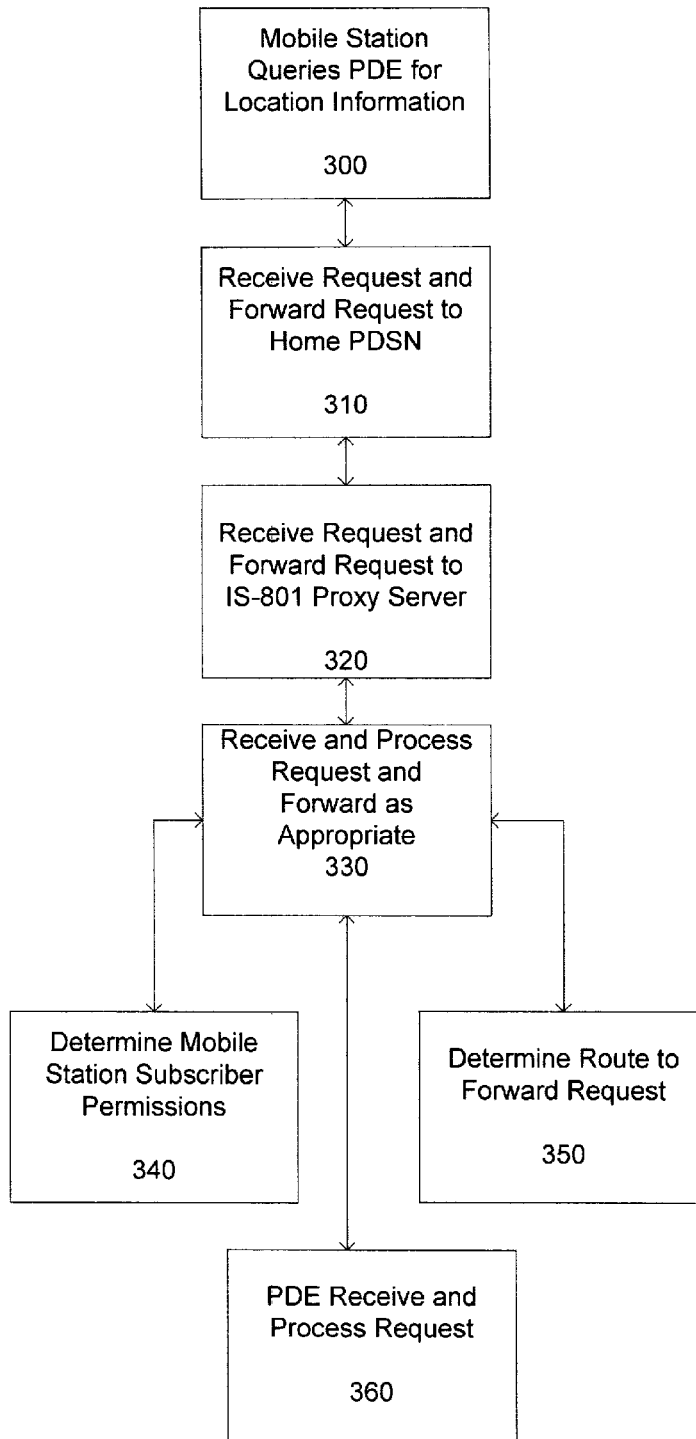 Mobile Station
Queries PDE for
Location Information
300
Receive Request and
Forward Request to
Home PDSN
310
Receive Request and
Forward Request to
IS-801 Proxy Server
320
Receive and Process
Request and
Forward as
Appropriate
330
Determine Mobile
Station Subscriber
Permissions
340
Determine Route to
Forward Request
350
PDE Receive and
Process Request
360